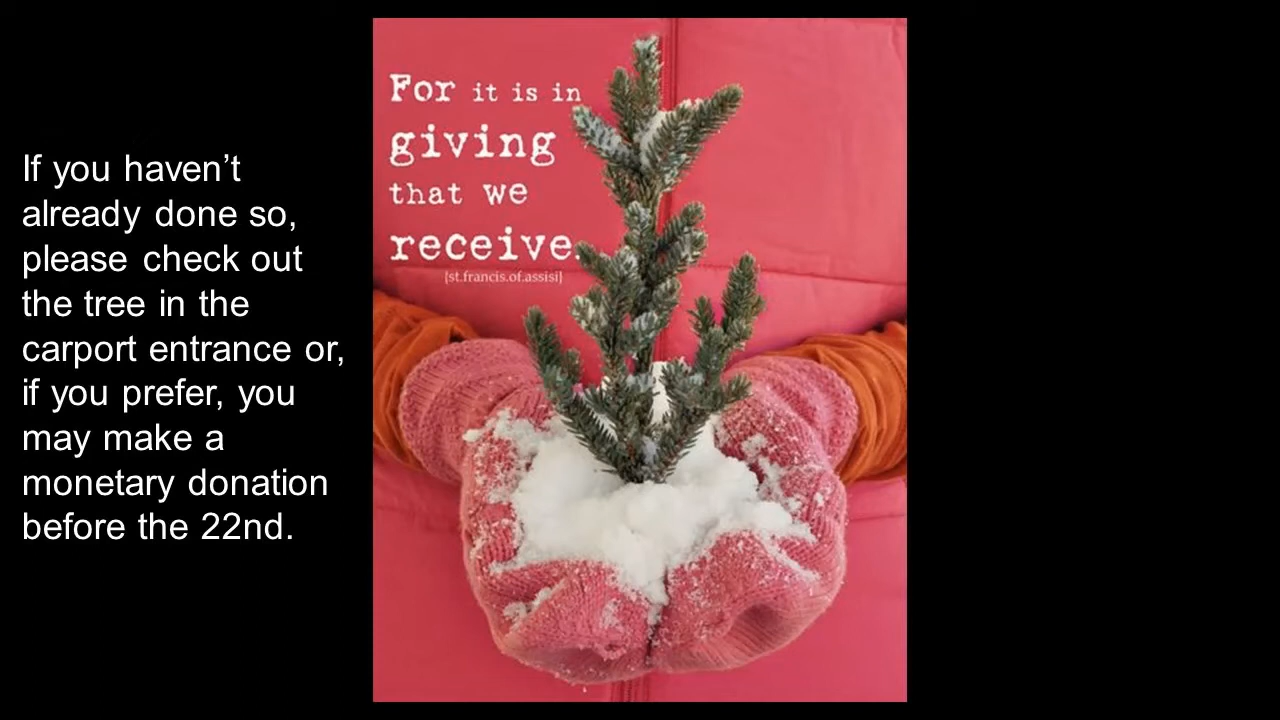 If you haven’t
already done so,
please check out
the tree in the
carport entrance or,
if you prefer, you
may make a
monetary donation
before the 22nd.
For it is in
giving
that we
receive.
{st.francis.of.assisi}